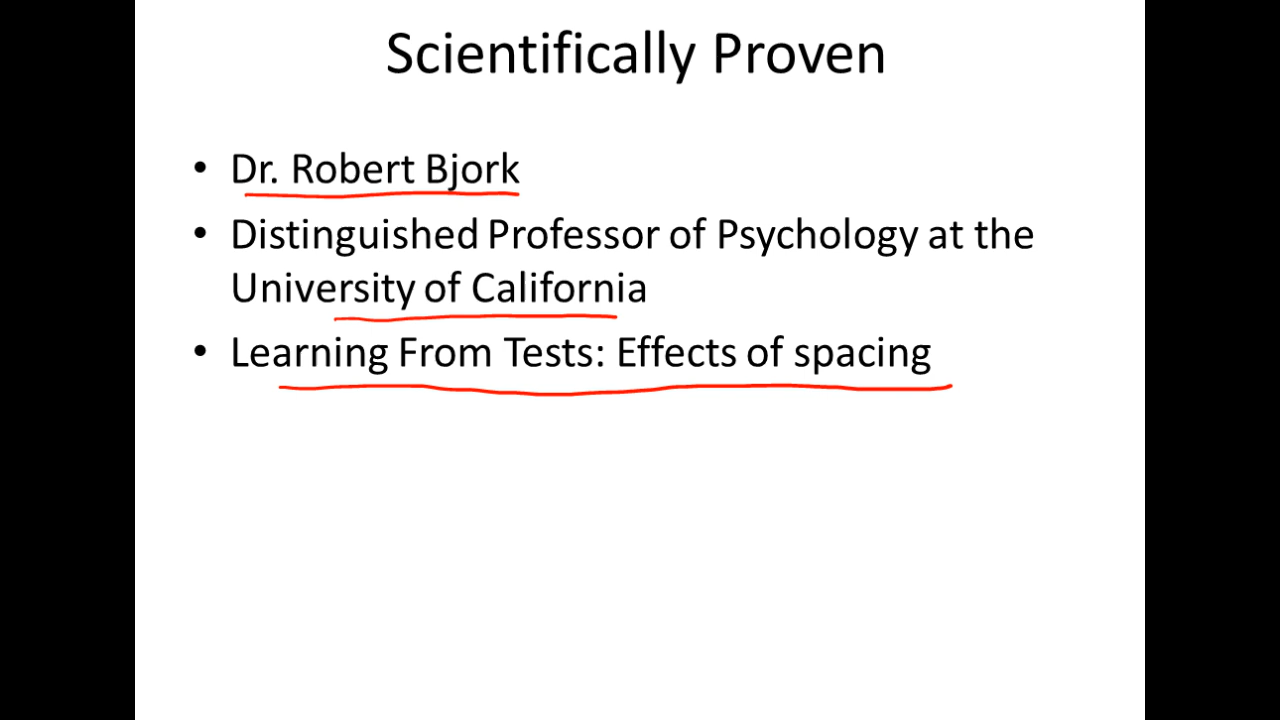 Scientifically Proven
• Dr. Robert Bjork
• Distinguished Professor of Psychology at the
University of California
• Learning From Tests: Effects of spacing